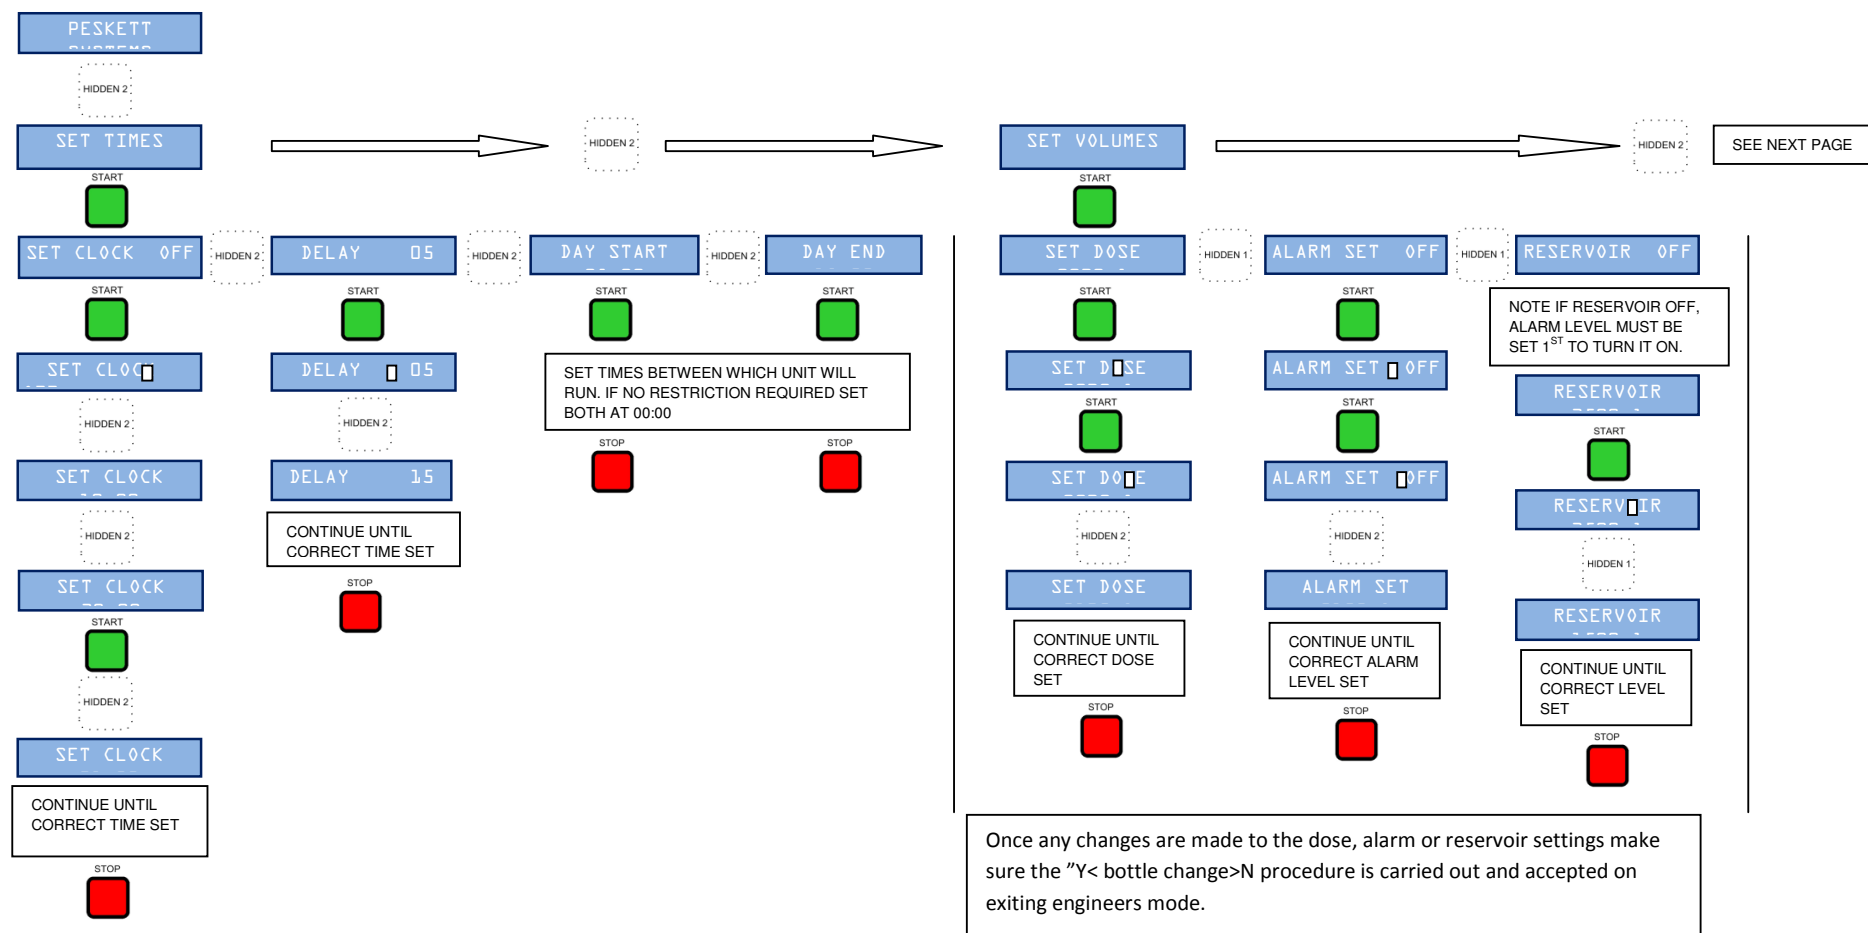 PESKETT
HIDDEN 2
SET TIMES
HIDDEN 2
SET VOLUMES
HIDDEN 2
SEE NEXT PAGE
START
START
SET CLOCK OFF
HIDDEN 2
DELAY 05
HIDDEN 2
DAY START
HIDDEN 2
DAY END
SET DOSE
HIDDEN 1
ALARM SET OFF
HIDDEN 1
RESERVOIR OFF
START
START
START
START
START
START
NOTE IF RESERVOIR OFF,
ALARM LEVEL MUST BE
SET 1ST TO TURN IT ON.
SET CLOC
DELAY 05
SET TIMES BETWEEN WHICH UNIT WILL
RUN. IF NO RESTRICTION REQUIRED SET
BOTH AT 00:00
SET D SE
ALARM SET OFF
RESERVOIR
HIDDEN 2
HIDDEN 2
START
START
START
STOP
STOP
SET CLOCK
DELAY 15
SET DO E
ALARM SET FF
RESERV IR
HIDDEN 2
CONTINUE UNTIL
CORRECT TIME SET
HIDDEN 2
HIDDEN 2
HIDDEN 1
SET CLOCK
STOP
SET DOSE
ALARM SET
RESERVOIR
START
CONTINUE UNTIL
CORRECT DOSE
SET
CONTINUE UNTIL
CORRECT ALARM
LEVEL SET
CONTINUE UNTIL
CORRECT LEVEL
SET
HIDDEN 2
STOP
STOP
STOP
SET CLOCK
CONTINUE UNTIL
CORRECT TIME SET
STOP
Once any changes are made to the dose, alarm or reservoir settings make
sure the ”Y< bottle change>N procedure is carried out and accepted on
exiting engineers mode.